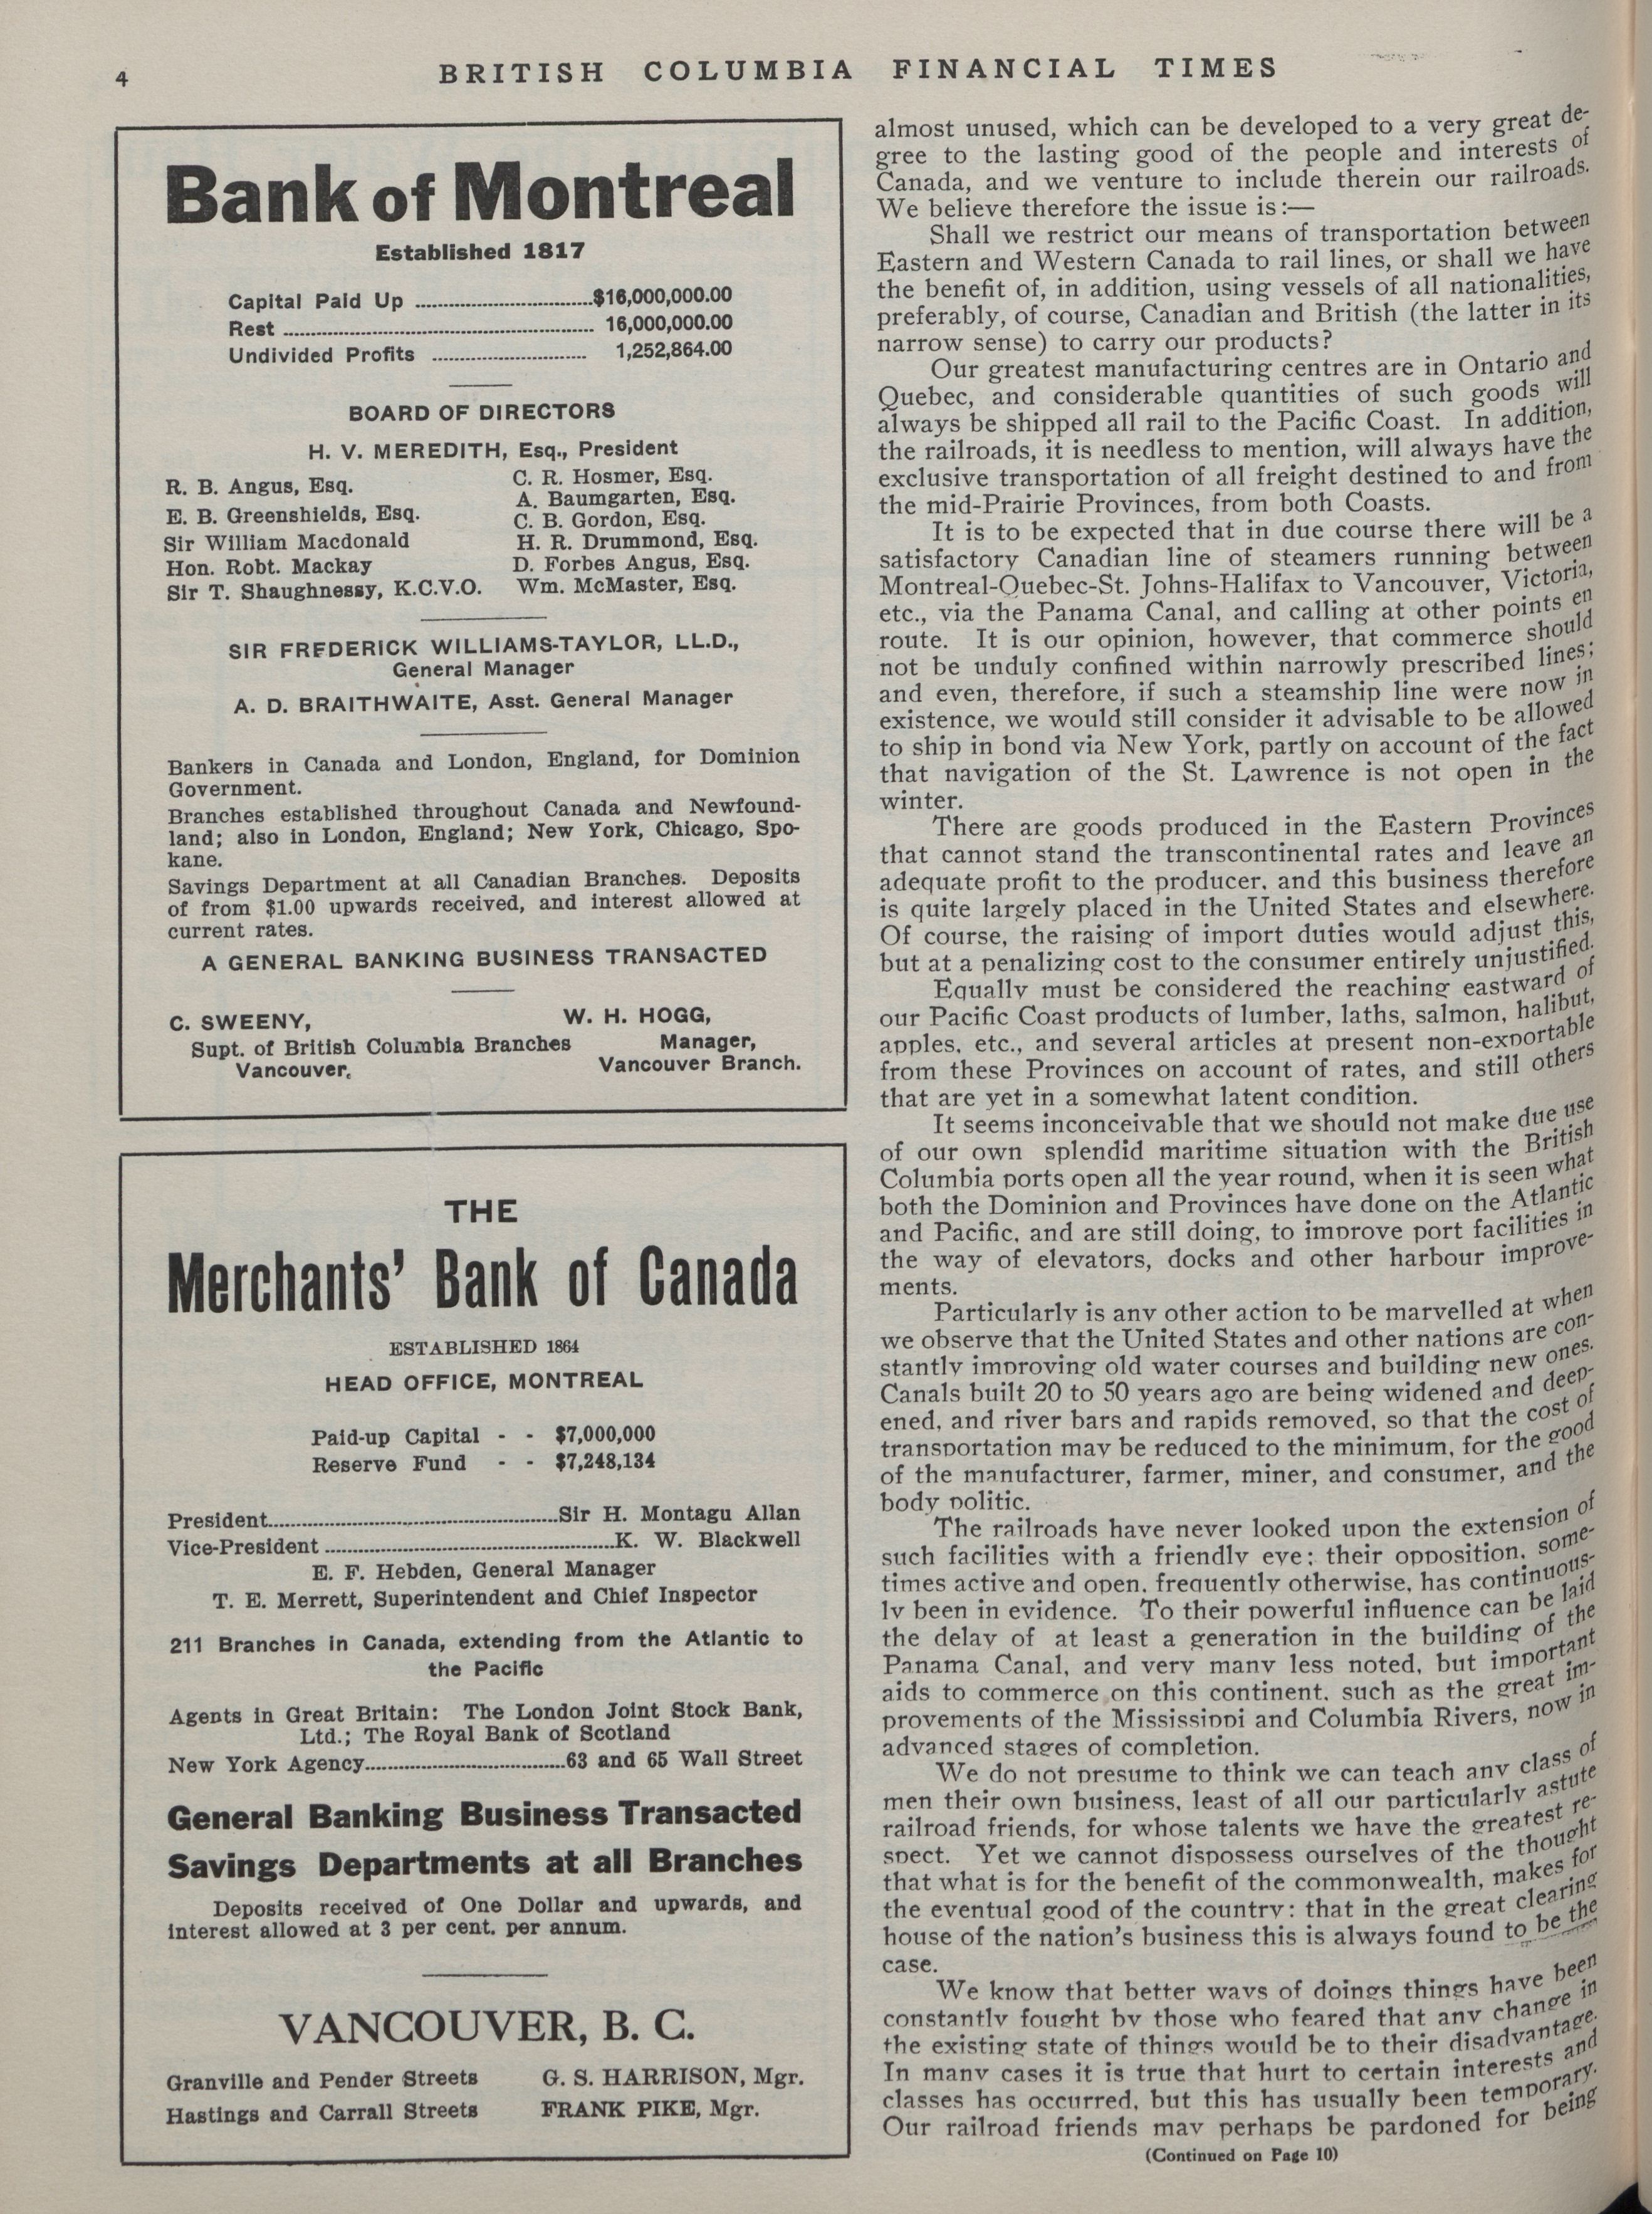 4
BRITISH COLUMBIA FINANCIAL TIMES
Bank of Montreal
Established 1817
Capital Paid Up ..............................$16,000,000.00
Rest .................................................... 16,000,000.00
Undivided Profits .......................... 1,252,864.00
BOARD OF DIRECTORS
H. V. MEREDITH, Esq., President
R. B. Angus, Esq.
E. B. Greenshields, Esq.
Sir William Macdonald
Hon. Robt. Mackay
Sir T. Shaughnessy, K.C.V.O.
C. R. Hosmer, Esq.
A. Baumgarten, Esq.
C. B. Gordon, Esq.
H. R. Drummond, Esq.
D. Forbes Angus, Esq.
Wm. McMaster, Esq.
SIR FREDERICK WILLIAMS-TAYLOR, LL.D.,
General Manager
A. D. BRAITHWAITE, Asst. General Manager
Bankers in Canada and London, England, for Dominion
Government.
Branches established throughout Canada and Newfound-
land; also in London, England; New York, Chicago, Spo-
kane.
Savings Department at all Canadian Branches. Deposits
of from $1.00 upwards received, and interest allowed at
current rates.
A GENERAL BANKING BUSINESS TRANSACTED
C. SWEENY,
Supt. of British Columbia Branches
Vancouver.
W. H. HOGG,
Manager,
Vancouver Branch.
THE
Merchants' Bank of Canada
ESTABLISHED 1864
HEAD OFFICE, MONTREAL
Paid-up Capital - - $7,000,000
Reserve Fund - - $7,248,134
President................................................Sir H. Montagu Allan
Vice-President ................................................K. W. Blackwell
E. F. Hebden, General Manager
T. E. Merrett, Superintendent and Chief Inspector
211 Branches in Canada, extending from the Atlantic to
the Pacific
Agents in Great Britain: The London Joint Stock Bank,
Ltd.; The Royal Bank of Scotland
New York Agency..................................63 and 65 Wall Street
General Banking Business Transacted
Savings Departments at all Branches
Deposits received of One Dollar and upwards, and
interest allowed at 3 per cent. per annum.
VANCOUVER, B. C.
Granville and Pender Streets G. S. HARRISON, Mgr.
Hastings and Carrall Streets FRANK PIKE, Mgr.
almost unused, which can be developed to a very great de-
gree to the lasting good of the people and interests of
Canada, and we venture to include therein our railroads.
We believe therefore the issue is:—
Shall we restrict our means of transportation between
Eastern and Western Canada to rail lines, or shall we have
the benefit of, in addition, using vessels of all nationalities,
preferably, of course, Canadian and British (the latter in its
narrow sense) to carry our products?
Our greatest manufacturing centres are in Ontario and
Quebec, and considerable quantities of such goods will
always be shipped all rail to the Pacific Coast. In addition,
the railroads, it is needless to mention, will always have the
exclusive transportation of all freight destined to and from
the mid-Prairie Provinces, from both Coasts.
It is to be expected that in due course there will be a
satisfactory Canadian line of steamers running between
Montreal-Quebec-St. Johns-Halifax to Vancouver, Victoria,
etc., via the Panama Canal, and calling at other points en
route. It is our opinion, however, that commerce should
not be unduly confined within narrowly prescribed lines;
and even, therefore, if such a steamship line were now in
existence, we would still consider it advisable to be allowed
to ship in bond via New York, partly on account of the fact
that navigation of the St. Lawrence is not open in the
winter.
There are goods produced in the Eastern Provinces
that cannot stand the transcontinental rates and leave an
adequate profit to the producer, and this business therefore
is quite largely placed in the United States and elsewhere.
Of course, the raising of import duties would adjust this,
but at a penalizing cost to the consumer entirely unjustified.
Equally must be considered the reaching eastward of
our Pacific Coast products of lumber, laths, salmon, halibut,
apples, etc., and several articles at present non-exportable
from these Provinces on account of rates, and still others
that are yet in a somewhat latent condition.
It seems inconceivable that we should not make due use
of our own splendid maritime situation with the British
Columbia ports open all the year round, when it is seen what
both the Dominion and Provinces have done on the Atlantic
and Pacific, and are still doing, to improve port facilities in
the way of elevators, docks and other harbour improve-
ments.
Particularly is any other action to be marvelled at when
we observe that the United States and other nations are con-
stantly improving old water courses and building new ones.
Canals built 20 to 50 years ago are being widened and deep-
ened, and river bars and rapids removed, so that the cost of
transportation may be reduced to the minimum, for the good
of the manufacturer, farmer, miner, and consumer, and the
body politic.
The railroads have never looked upon the extension of
such facilities with a friendly eye; their opposition, some-
times active and open, frequently otherwise, has continuous-
ly been in evidence. To their powerful influence can be laid
the delay of at least a generation in the building of the
Panama Canal, and very many less noted, but important
aids to commerce on this continent, such as the great im-
provements of the Mississippi and Columbia Rivers, now in
advanced stages of completion.
We do not presume to think we can teach any class of
men their own business, least of all our particularly astute
railroad friends, for whose talents we have the greatest re-
spect. Yet we cannot dispossess ourselves of the thought
that what is for the benefit of the commonwealth, makes for
the eventual good of the country: that in the great clearing
house of the nation's business this is always found to be the
case.
We know that better ways of doings things have been
constantly fought by those who feared that any change in
the existing state of things would be to their disadvantage.
In many cases it is true that hurt to certain interests and
classes has occurred, but this has usually been temporary.
Our railroad friends may perhaps be pardoned for being
(Continued on Page 10)